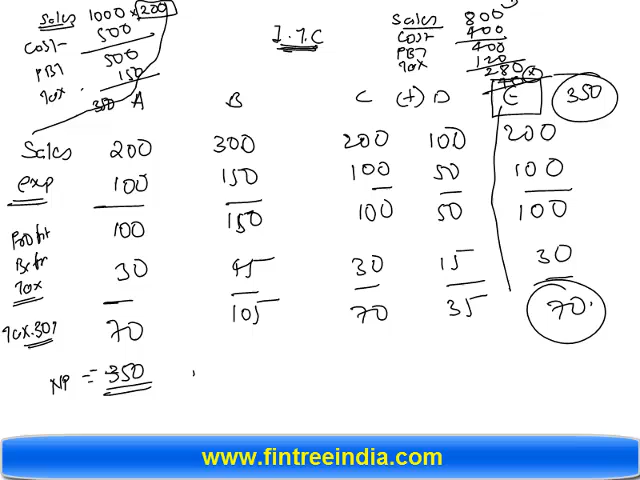 Sales 1000 x 200
Cost 500
PBT 500
Tax 150
350
I.T.C
Sales 800
Cost 400
PBT 400
Tax 120
280
A B C (+) D E 350
Sales 200 300 200 100 200
exp 100 150 100 50 100
Profit 100 150 100 50 100
Befr
Tax 30 45 30 15 30
Tax 30% 70 105 70 35 70
NP = 350
www.fintreeindia.com